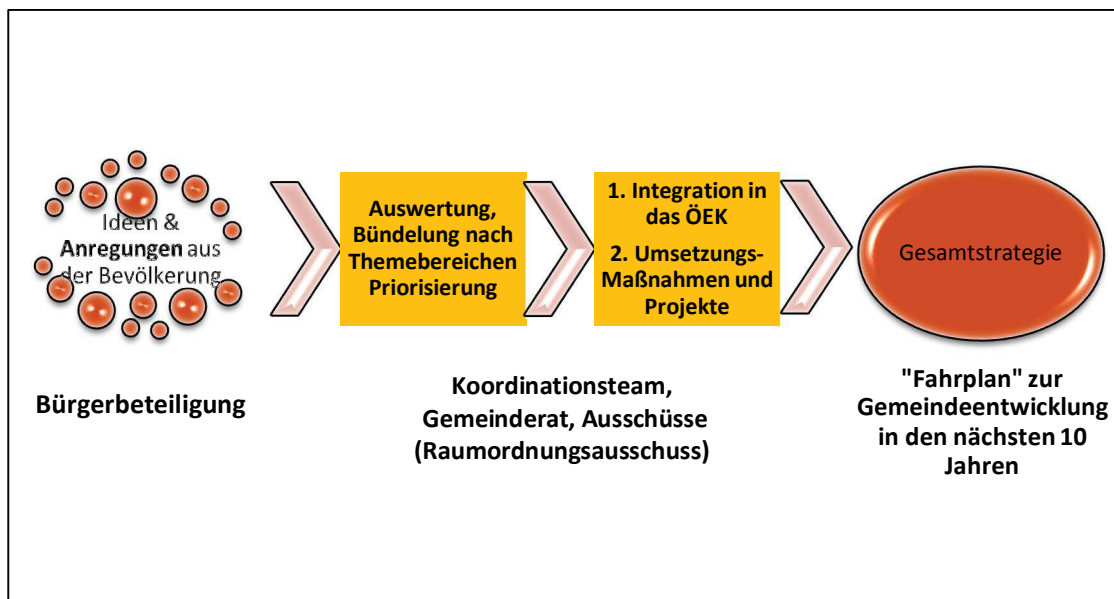 Ideen &
Anregungen aus
der Bevölkerung
Bürgerbeteiligung
Auswertung,
Bündelung nach
Themebereichen
Priorisierung
1. Integration in
das ÖEK
2. Umsetzungs-
Maßnahmen und
Projekte
Koordinationsteam,
Gemeinderat, Ausschüsse
(Raumordnungsausschuss)
Gesamtstrategie
"Fahrplan" zur
Gemeindeentwicklung
in den nächsten 10
Jahren